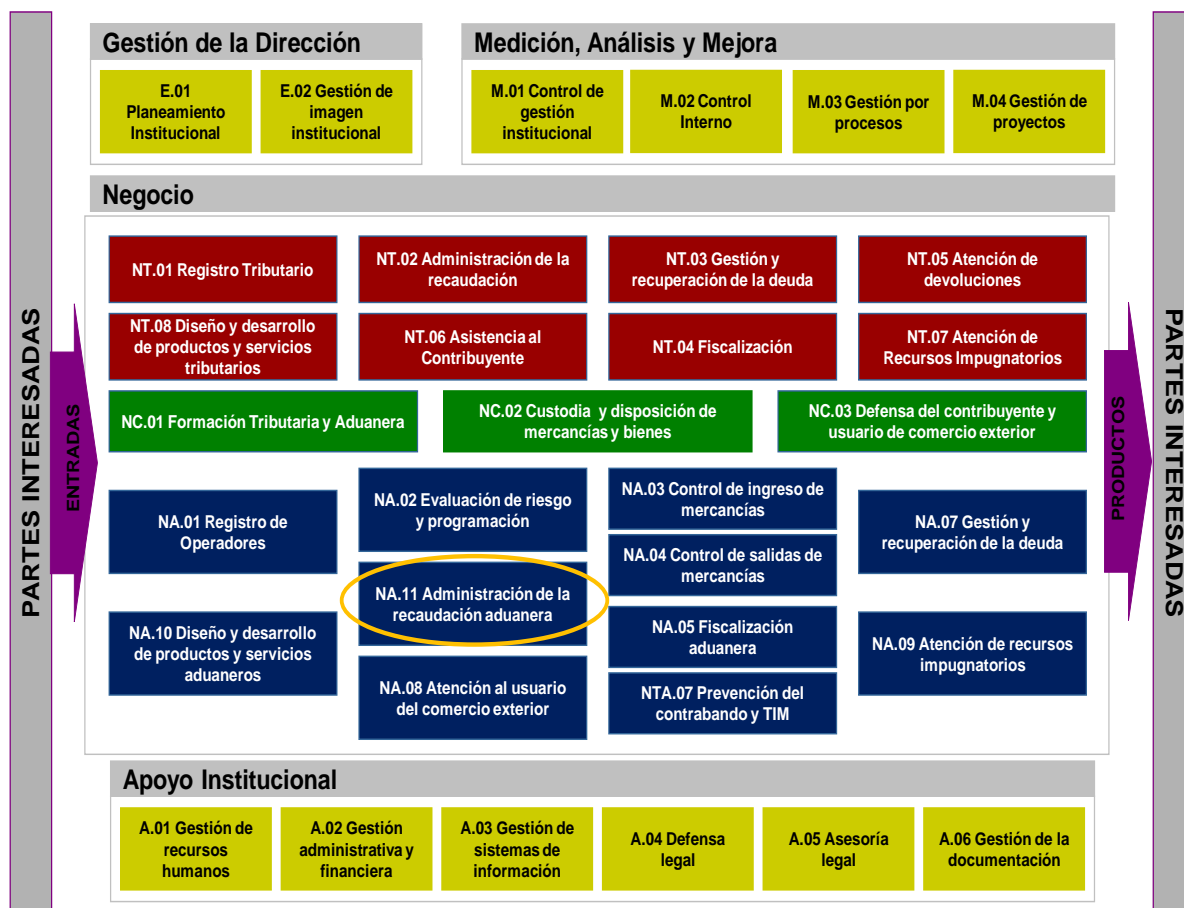 PARTES INTERESADAS
ENTRADAS
Gestión de la Dirección
E.01
Planeamiento
Institucional
E.02 Gestión de
imagen
institucional
Medición, Análisis y Mejora
M.01 Control de
gestión
institucional
M.02 Control
Interno
M.03 Gestión por
procesos
M.04 Gestión de
proyectos
Negocio
NT.01 Registro Tributario
NT.02 Administración de la
recaudación
NT.03 Gestión y
recuperación de la deuda
NT.05 Atención de
devoluciones
NT.08 Diseño y desarrollo
de productos y servicios
tributarios
NT.06 Asistencia al
Contribuyente
NT.04 Fiscalización
NT.07 Atención de
Recursos Impugnatorios
NC.01 Formación Tributaria y Aduanera
NC.02 Custodia y disposición de
mercancías y bienes
NC.03 Defensa del contribuyente y
usuario de comercio exterior
NA.01 Registro de
Operadores
NA.02 Evaluación de riesgo
y programación
NA.03 Control de ingreso de
mercancías
NA.04 Control de salidas de
mercancías
NA.07 Gestión y
recuperación de la deuda
NA.11 Administración de la
recaudación aduanera
NA.10 Diseño y desarrollo
de productos y servicios
aduaneros
NA.05 Fiscalización
aduanera
NA.09 Atención de recursos
impugnatorios
NA.08 Atención al usuario
del comercio exterior
NTA.07 Prevención del
contrabando y TIM
Apoyo Institucional
A.01 Gestión de
recursos
humanos
A.02 Gestión
administrativa y
financiera
A.03 Gestión de
sistemas de
información
A.04 Defensa
legal
A.05 Asesoría
legal
A.06 Gestión de la
documentación
PRODUCTOS
PARTES INTERESADAS